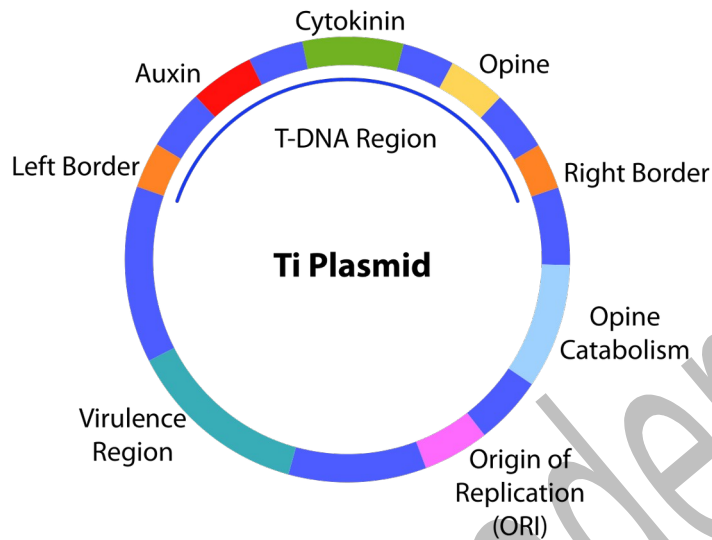 Cytokinin
Auxin
Opine
T-DNA Region
Left Border
Right Border
Ti Plasmid
Opine
Catabolism
Virulence
Region
Origin of
Replication
(ORI)